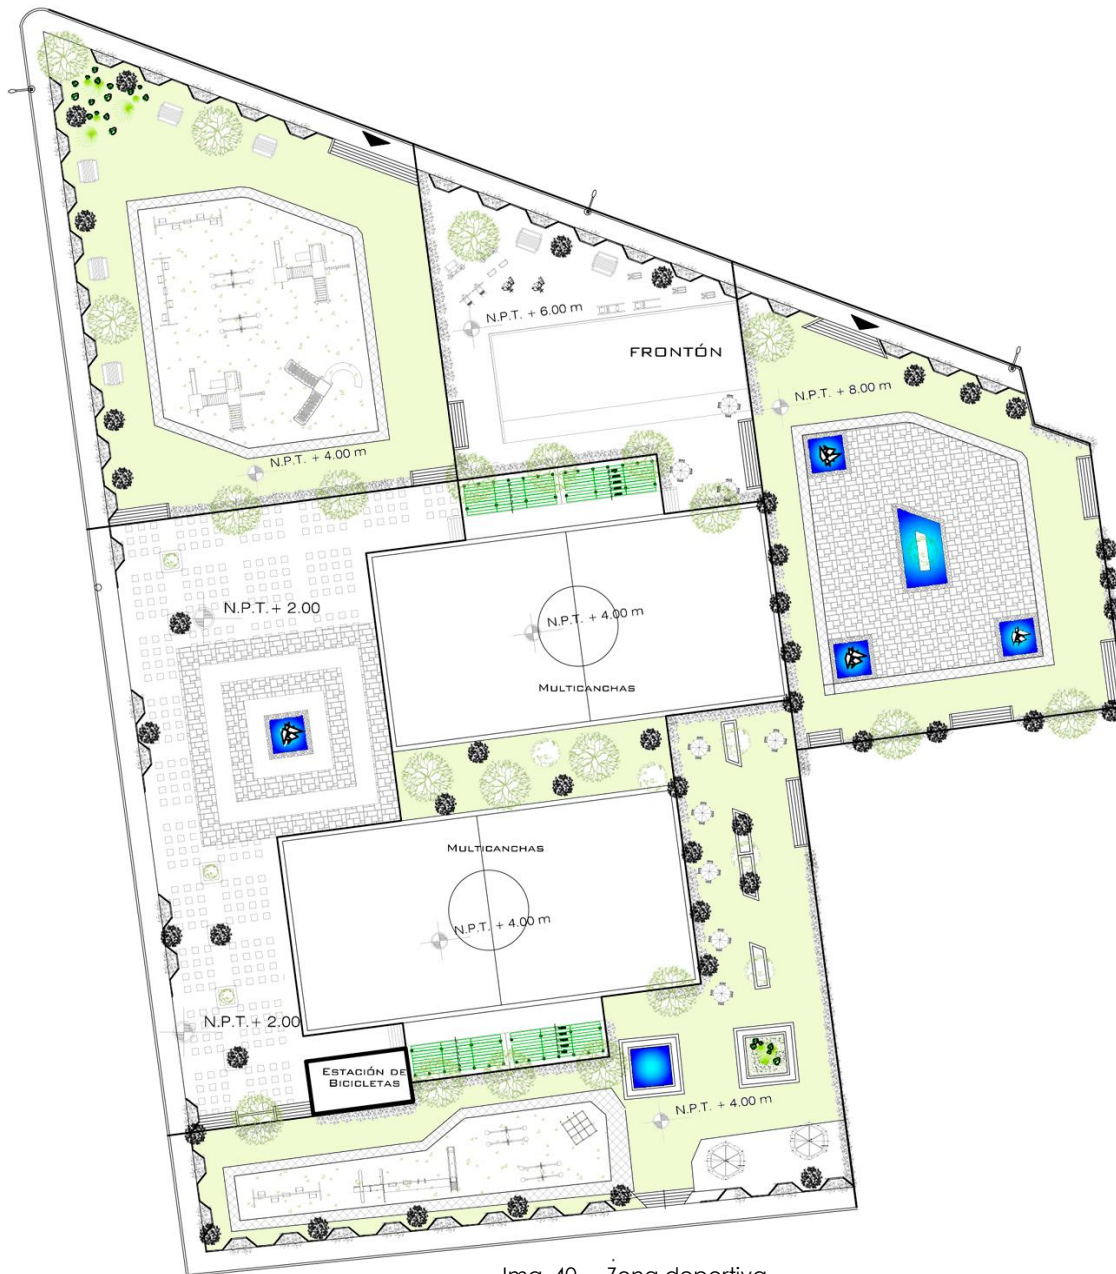 N.P.T. + 6.00 m
FRONTÓN
N.P.T. + 8.00 m
N.P.T. + 4.00 m
N.P.T. + 2.00
N.P.T. + 4.00 m
MULTICANCHAS
MULTICANCHAS
N.P.T. + 4.00 m
N.P.T. + 2.00
ESTACIÓN DE
BICICLETAS
N.P.T. + 4.00 m
Img. 40 Zona deportiva